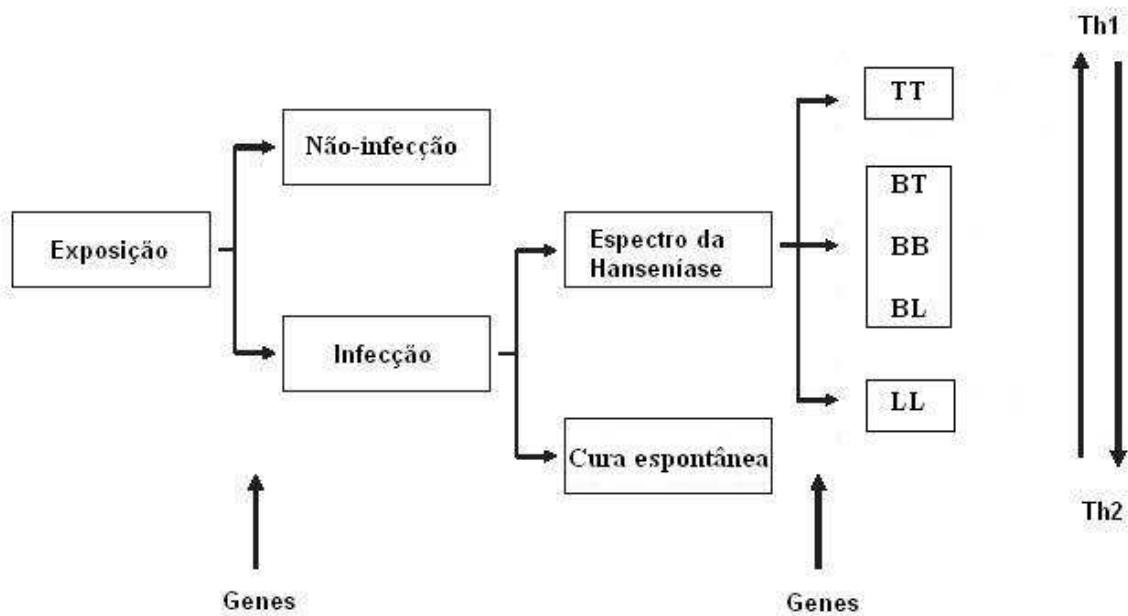 Th1
TT
Não-infecção
BT
Exposição
Espectro da
Hanseníase
BB
BL
Infecção
LL
Cura espontânea
Th2
Genes
Genes